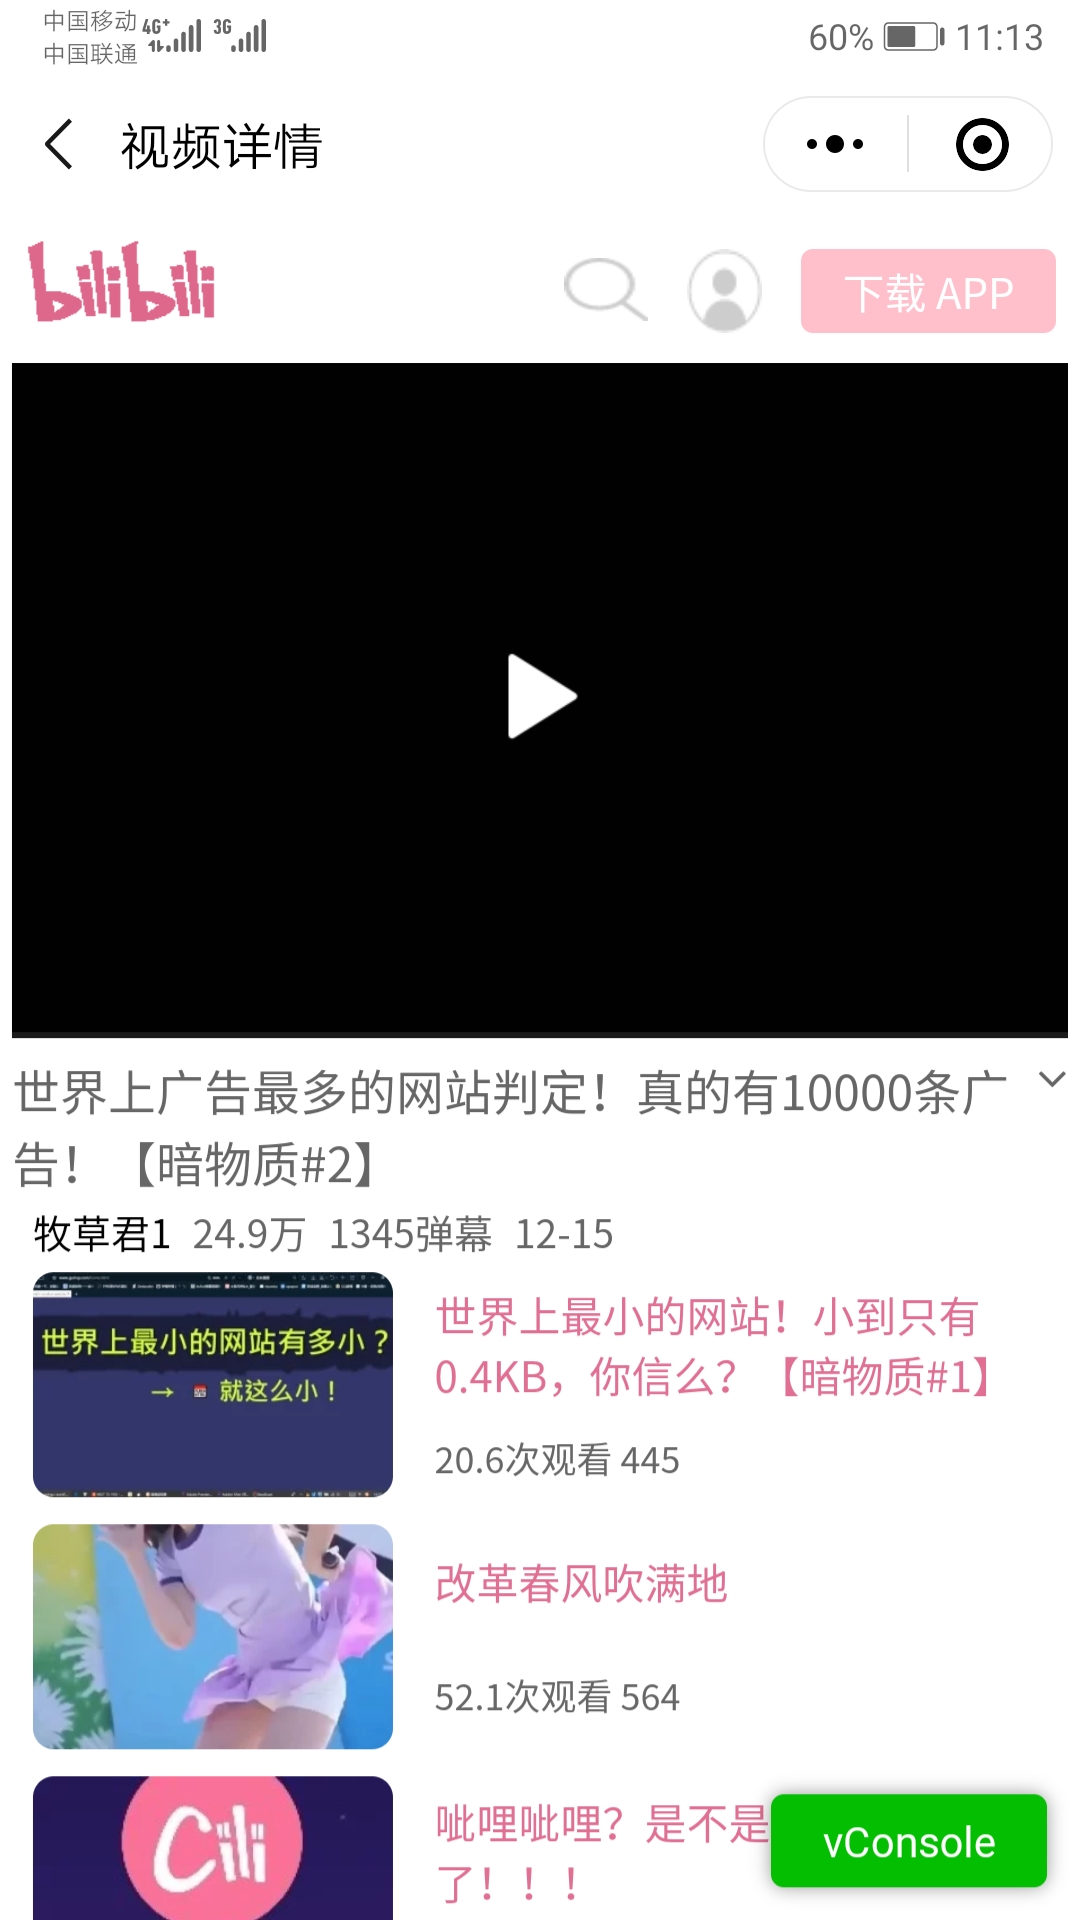 中国移动 4G+ 3G
中国联通
60% 11:13
视频详情
bilibili
下载 APP
世界上广告最多的网站判定！真的有10000条广
告！【暗物质#2】
牧草君1 24.9万 1345弹幕 12-15
世界上最小的网站有多小？
→ 就这么小！
世界上最小的网站！小到只有
0.4KB，你信么？【暗物质#1】
20.6次观看 445
改革春风吹满地
52.1次观看 564
Cili
呲哩呲哩？是不是
了！！！
vConsole